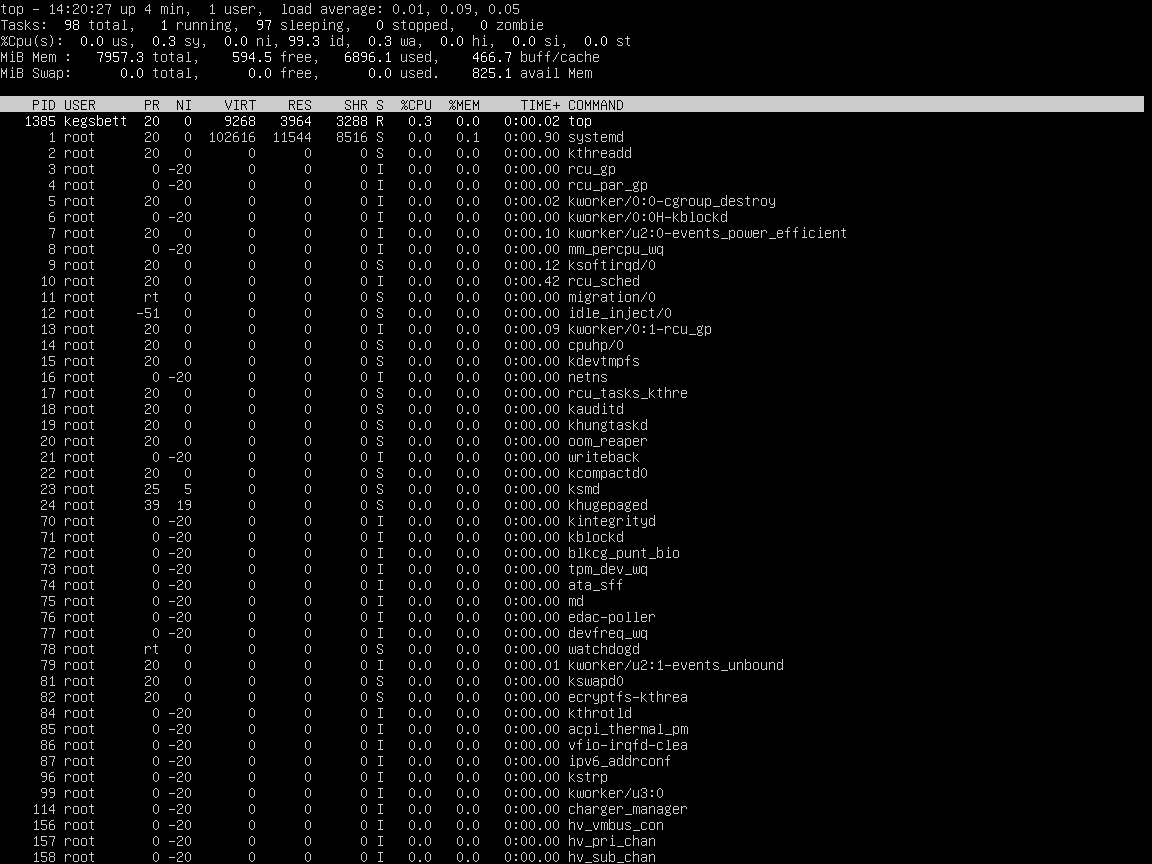 top - 14:20:27 up 4 min,  1 user,  load average: 0.01, 0.09, 0.05
Tasks:  98 total,   1 running,  97 sleeping,   0 stopped,   0 zombie
%Cpu(s):  0.0 us,  0.3 sy,  0.0 ni, 99.3 id,  0.3 wa,  0.0 hi,  0.0 si,  0.0 st
MiB Mem :   7957.3 total,    594.5 free,   6896.1 used,    466.7 buff/cache
MiB Swap:      0.0 total,      0.0 free,      0.0 used.    825.1 avail Mem
PID USER      PR  NI    VIRT    RES    SHR S  %CPU  %MEM     TIME+ COMMAND
1385 kegsbett  20   0    9268   3964   3288 R   0.3   0.0   0:00.02 top
1 root      20   0  102616  11544   8516 S   0.0   0.1   0:00.90 systemd
2 root      20   0       0      0      0 S   0.0   0.0   0:00.00 kthreadd
3 root       0 -20       0      0      0 I   0.0   0.0   0:00.00 rcu_gp
4 root       0 -20       0      0      0 I   0.0   0.0   0:00.00 rcu_par_gp
5 root      20   0       0      0      0 I   0.0   0.0   0:00.02 kworker/0:0-cgroup_destroy
6 root       0 -20       0      0      0 I   0.0   0.0   0:00.00 kworker/0:0H-kblockd
7 root      20   0       0      0      0 I   0.0   0.0   0:00.10 kworker/u2:0-events_power_efficient
8 root       0 -20       0      0      0 I   0.0   0.0   0:00.00 mm_percpu_wq
9 root      20   0       0      0      0 S   0.0   0.0   0:00.12 ksoftirqd/0
10 root      20   0       0      0      0 I   0.0   0.0   0:00.42 rcu_sched
11 root      rt   0       0      0      0 S   0.0   0.0   0:00.00 migration/0
12 root     -51   0       0      0      0 S   0.0   0.0   0:00.00 idle_inject/0
13 root      20   0       0      0      0 I   0.0   0.0   0:00.09 kworker/0:1-rcu_gp
14 root      20   0       0      0      0 S   0.0   0.0   0:00.00 cpuhp/0
15 root      20   0       0      0      0 S   0.0   0.0   0:00.00 kdevtmpfs
16 root       0 -20       0      0      0 I   0.0   0.0   0:00.00 netns
17 root      20   0       0      0      0 S   0.0   0.0   0:00.00 rcu_tasks_kthre
18 root      20   0       0      0      0 S   0.0   0.0   0:00.00 kauditd
19 root      20   0       0      0      0 S   0.0   0.0   0:00.00 khungtaskd
20 root      20   0       0      0      0 S   0.0   0.0   0:00.00 oom_reaper
21 root       0 -20       0      0      0 I   0.0   0.0   0:00.00 writeback
22 root      20   0       0      0      0 S   0.0   0.0   0:00.00 kcompactd0
23 root      25   5       0      0      0 S   0.0   0.0   0:00.00 ksmd
24 root      39  19       0      0      0 S   0.0   0.0   0:00.00 khugepaged
70 root       0 -20       0      0      0 I   0.0   0.0   0:00.00 kintegrityd
71 root       0 -20       0      0      0 I   0.0   0.0   0:00.00 kblockd
72 root       0 -20       0      0      0 I   0.0   0.0   0:00.00 blkcg_punt_bio
73 root       0 -20       0      0      0 I   0.0   0.0   0:00.00 tpm_dev_wq
74 root       0 -20       0      0      0 I   0.0   0.0   0:00.00 ata_sff
75 root       0 -20       0      0      0 I   0.0   0.0   0:00.00 md
76 root       0 -20       0      0      0 I   0.0   0.0   0:00.00 edac-poller
77 root       0 -20       0      0      0 I   0.0   0.0   0:00.00 devfreq_wq
78 root      rt   0       0      0      0 S   0.0   0.0   0:00.00 watchdogd
79 root      20   0       0      0      0 I   0.0   0.0   0:00.01 kworker/u2:1-events_unbound
81 root      20   0       0      0      0 S   0.0   0.0   0:00.00 kswapd0
82 root      20   0       0      0      0 S   0.0   0.0   0:00.00 ecryptfs-kthrea
84 root       0 -20       0      0      0 I   0.0   0.0   0:00.00 kthrotld
85 root       0 -20       0      0      0 I   0.0   0.0   0:00.00 acpi_thermal_pm
86 root       0 -20       0      0      0 I   0.0   0.0   0:00.00 vfio-irqfd-clea
87 root       0 -20       0      0      0 I   0.0   0.0   0:00.00 ipv6_addrconf
96 root       0 -20       0      0      0 I   0.0   0.0   0:00.00 kstrp
99 root       0 -20       0      0      0 I   0.0   0.0   0:00.00 kworker/u3:0
114 root       0 -20       0      0      0 I   0.0   0.0   0:00.00 charger_manager
156 root       0 -20       0      0      0 I   0.0   0.0   0:00.00 hv_vmbus_con
157 root       0 -20       0      0      0 I   0.0   0.0   0:00.00 hv_pri_chan
158 root       0 -20       0      0      0 I   0.0   0.0   0:00.00 hv_sub_chan